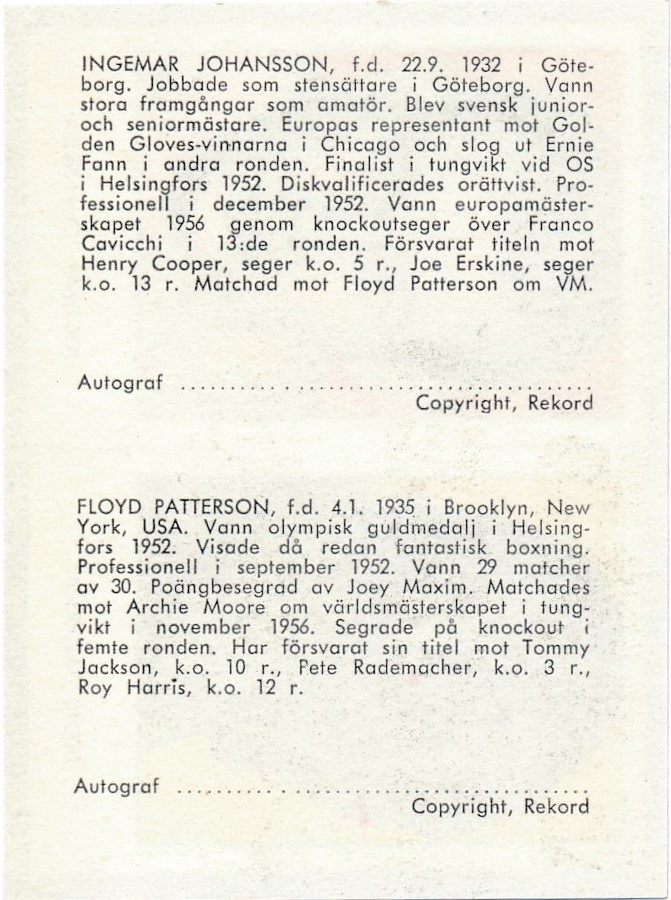 INGEMAR JOHANSSON, f.d. 22.9. 1932 i Göte-
borg. Jobbade som stensättare i Göteborg. Vann
stora framgångar som amatör. Blev svensk junior-
och seniormästare. Europas representant mot Gol-
den Gloves-vinnarna i Chicago och slog ut Ernie
Fann i andra ronden. Finalist i tungvikt vid OS
i Helsingfors 1952. Diskvalificerades orättvist. Pro-
fessionell i december 1952. Vann europamäster-
skapet 1956 genom knockoutseger över Franco
Cavicchi i 13:de ronden. Försvarat titeln mot
Henry Cooper, seger k.o. 5 r., Joe Erskine, seger
k.o. 13 r. Matchad mot Floyd Patterson om VM.
Autograf ........................................
Copyright, Rekord
FLOYD PATTERSON, f.d. 4.1. 1935 i Brooklyn, New
York, USA. Vann olympisk guldmedalj i Helsing-
fors 1952. Visade då redan fantastisk boxning.
Professionell i september 1952. Vann 29 matcher
av 30. Poängbesegrad av Joey Maxim. Matchades
mot Archie Moore om världsmästerskapet i tung-
vikt i november 1956. Segrade på knockout i
femte ronden. Har försvarat sin titel mot Tommy
Jackson, k.o. 10 r., Pete Rademacher, k.o. 3 r.,
Roy Harris, k.o. 12 r.
Autograf ........................................
Copyright, Rekord